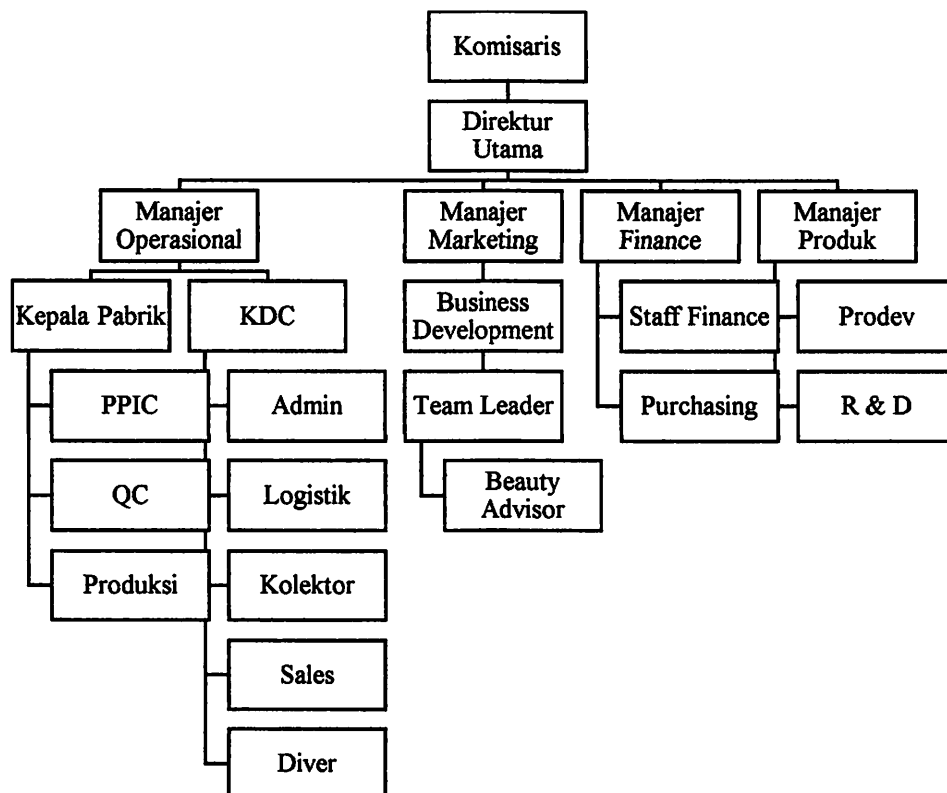 Komisaris
Direktur
Utama
Manajer
Operasional
Manajer
Marketing
Manajer
Finance
Manajer
Produk
Kepala Pabrik
KDC
Business
Development
Staff Finance
Prodev
PPIC
Admin
Team Leader
Purchasing
R & D
QC
Logistik
Beauty
Advisor
Produksi
Kolektor
Sales
Diver